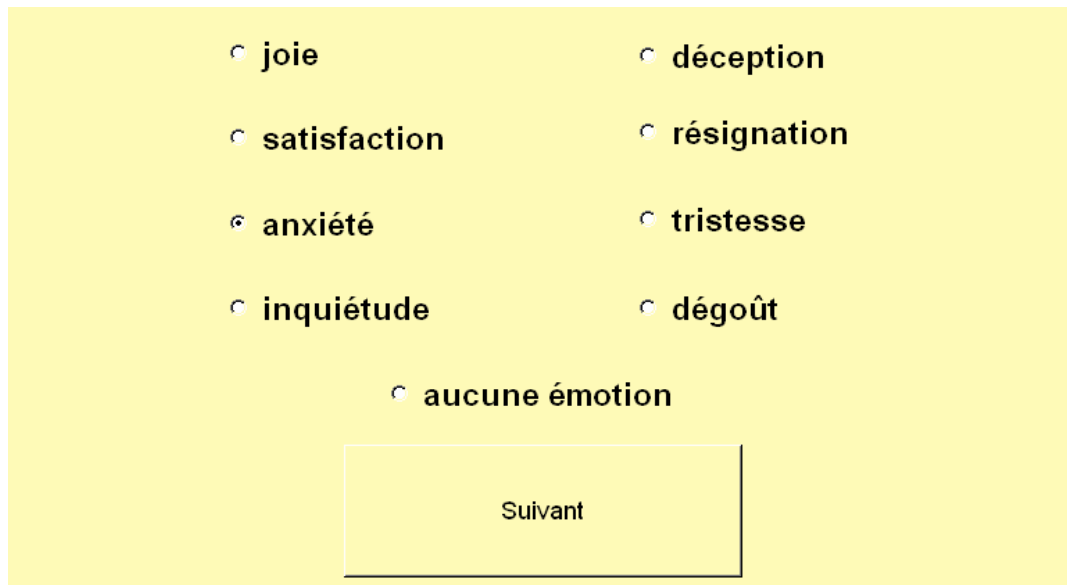 joie
déception
satisfaction
résignation
anxiété
tristesse
inquiétude
dégoût
aucune émotion
Suivant